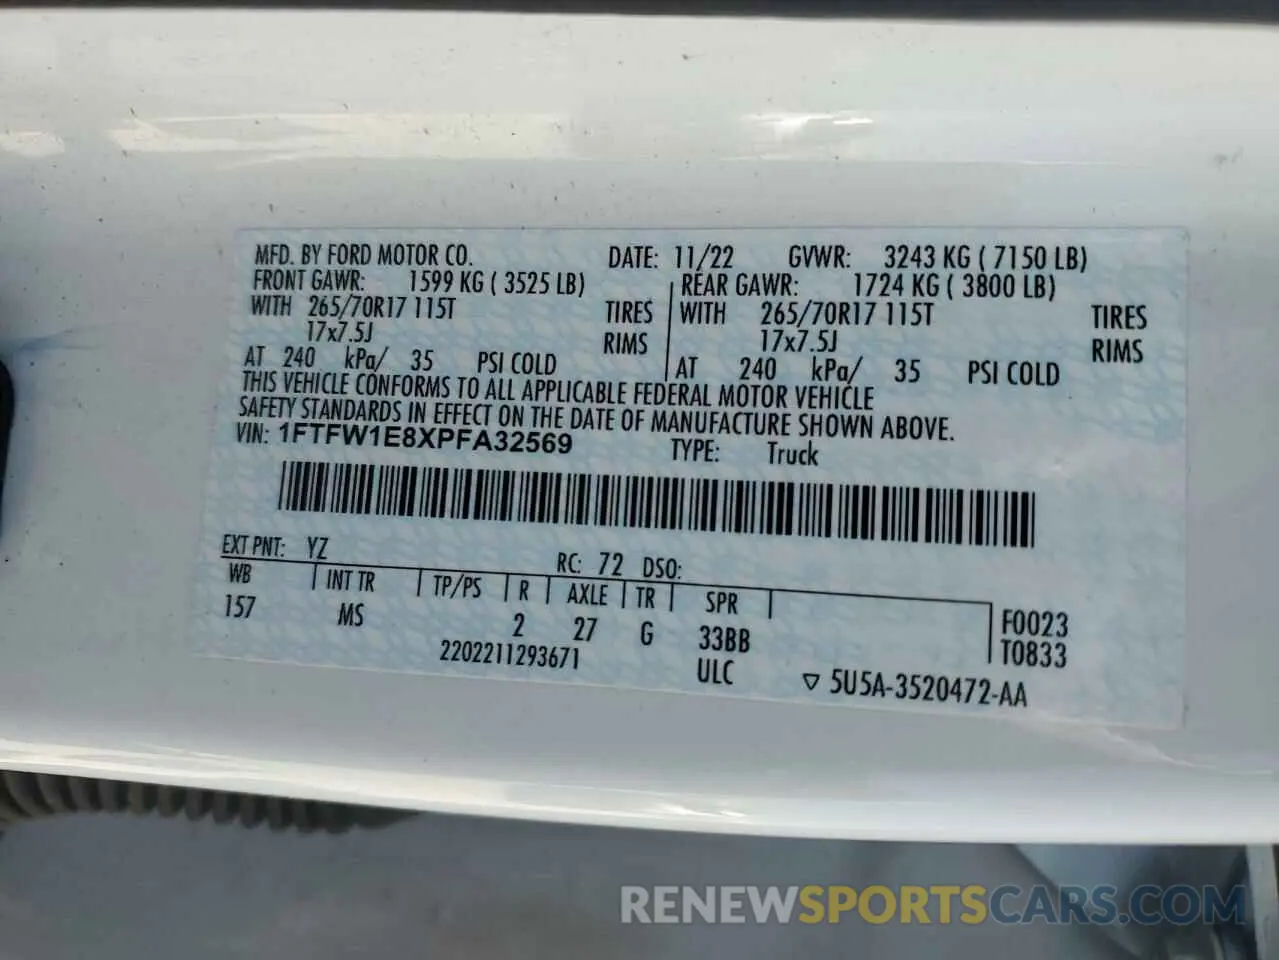 MFD. BY FORD MOTOR CO. DATE: 11/22 GVWR: 3243 KG ( 7150 LB)
FRONT GAWR: 1599 KG ( 3525 LB) REAR GAWR: 1724 KG ( 3800 LB)
WITH 265/70R17 115T TIRES WITH 265/70R17 115T TIRES
17x7.5J RIMS 17x7.5J RIMS
AT 240 kPa/ 35 PSI COLD AT 240 kPa/ 35 PSI COLD
THIS VEHICLE CONFORMS TO ALL APPLICABLE FEDERAL MOTOR VEHICLE
SAFETY STANDARDS IN EFFECT ON THE DATE OF MANUFACTURE SHOWN ABOVE.
VIN: 1FTFW1E8XPFA32569 TYPE: Truck
EXT PNT: YZ RC: 72 DSO:
WB INT TR TP/PS R AXLE TR SPR F0023
157 MS 2 27 G 33BB T0833
2202211293671 ULC ▽ 5U5A-3520472-AA
RENEWSPORTSCARS.COM